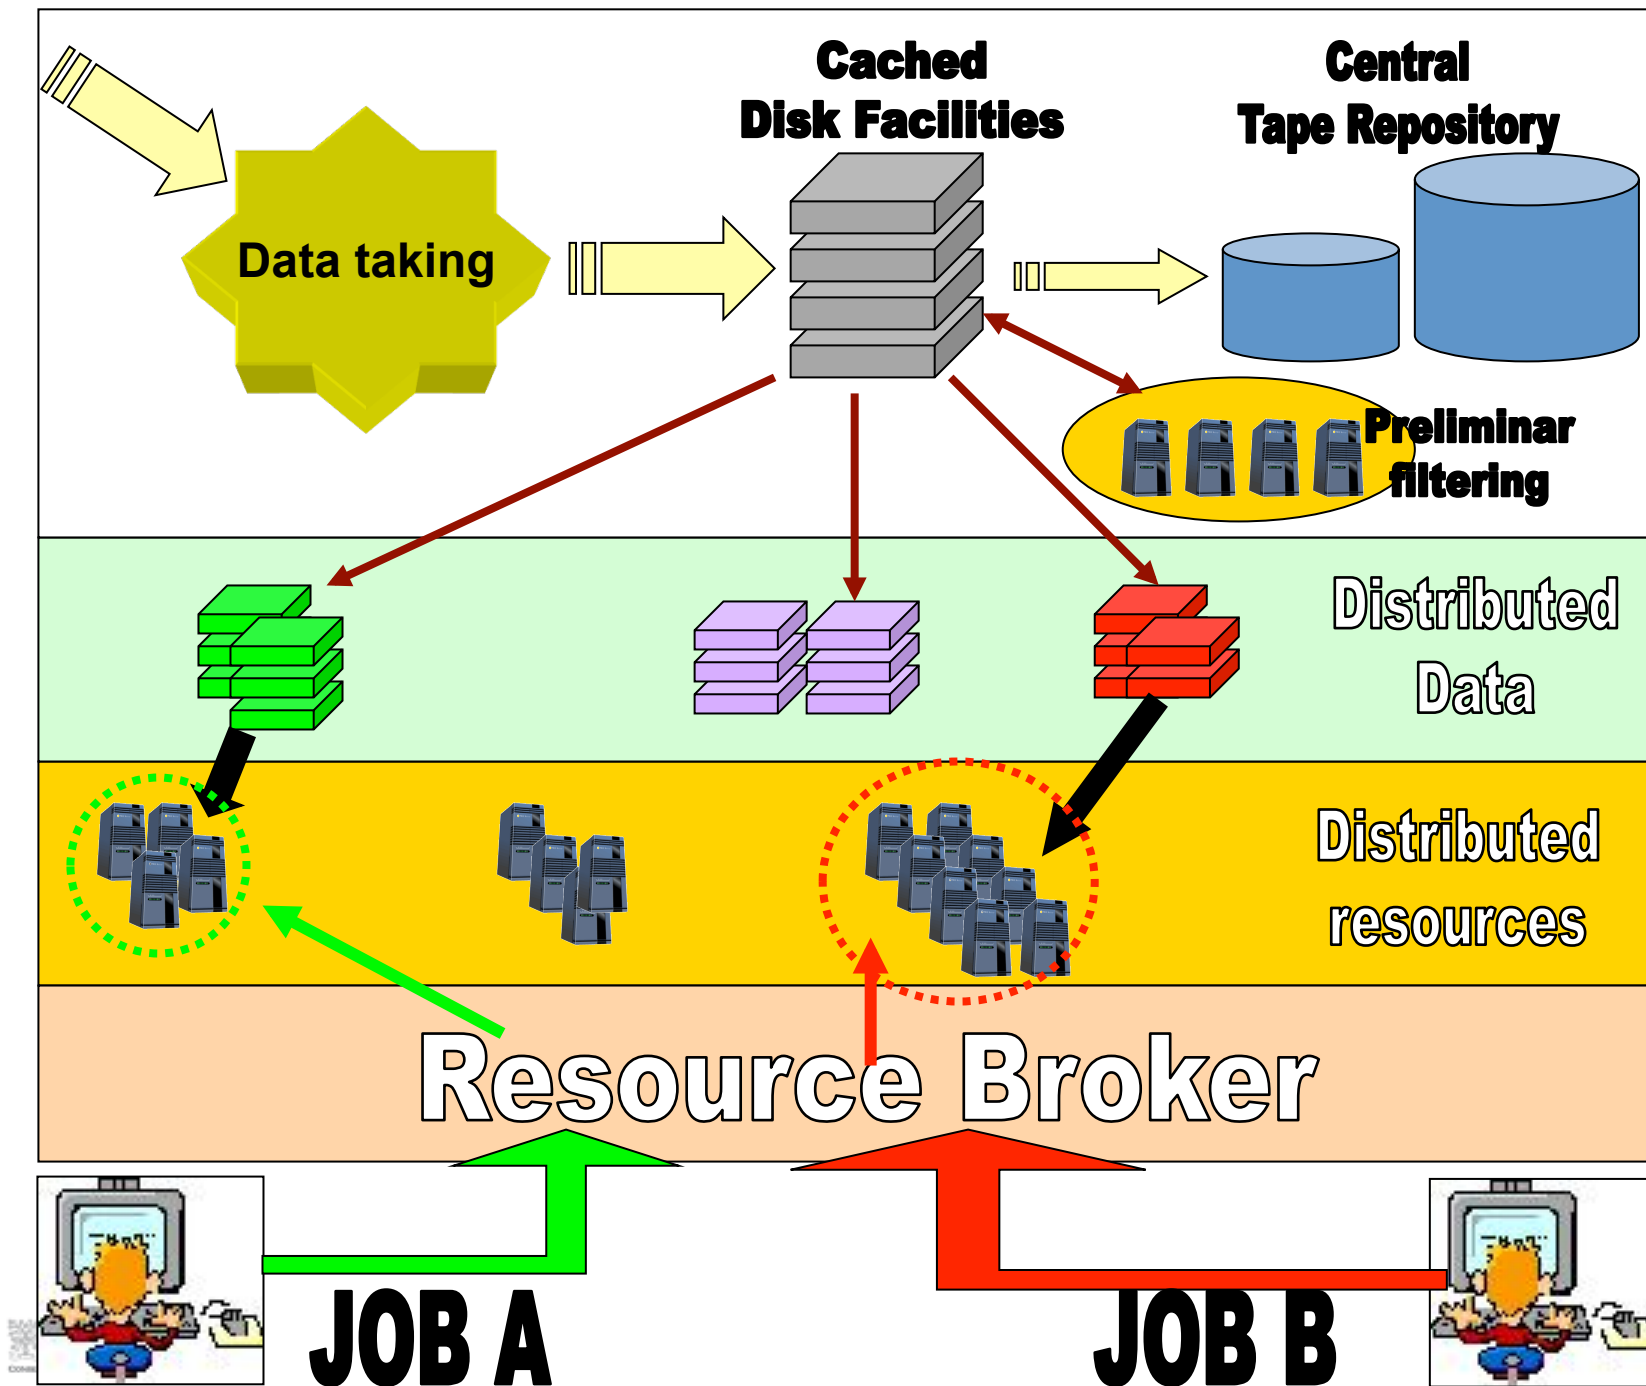 Cached
Disk Facilities
Central
Tape Repository
Data taking
Preliminar
filtering
Distributed
Data
Distributed
resources
Resource Broker
JOB A
JOB B